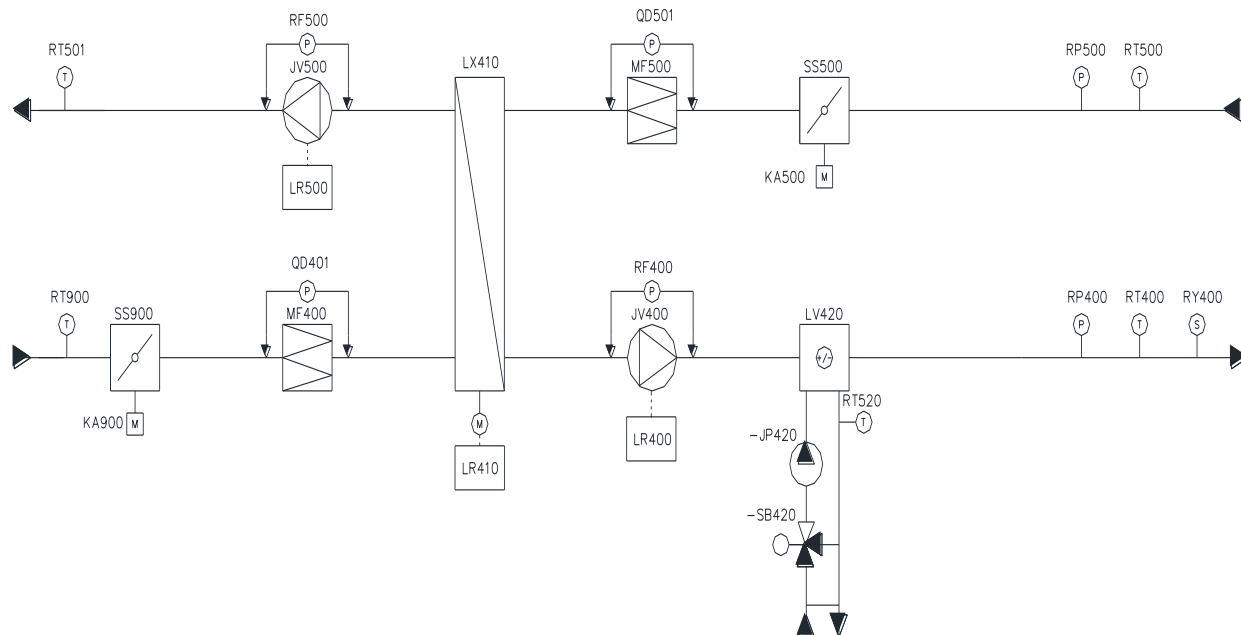 RF500
QD501
RT501
P
LX410
P
RP500
RT500
T
JV500
MF500
SS500
P
T
LR500
KA500
M
QD401
RF400
RT900
SS900
P
P
RP400
RT400
RY400
T
MF400
JV400
LV420
P
T
S
+/-
KA900
M
RT520
M
LR400
T
-JP420
LR410
-SB420